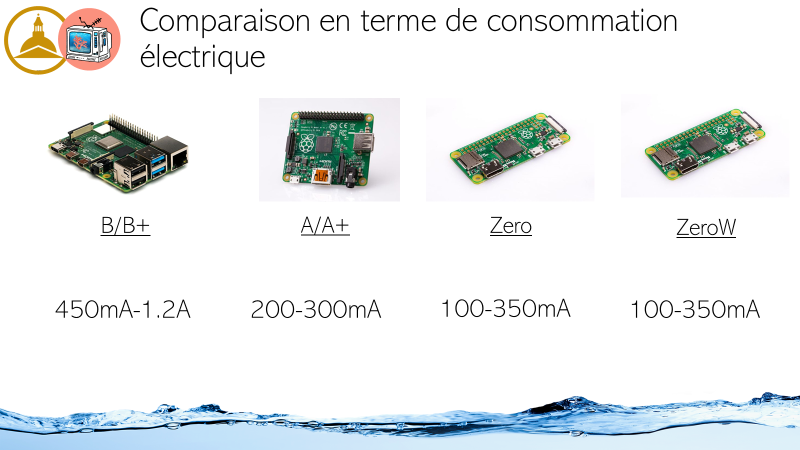 Comparaison en terme de consommation
électrique
B/B+
A/A+
Zero
ZeroW
450mA-1.2A
200-300mA
100-350mA
100-350mA